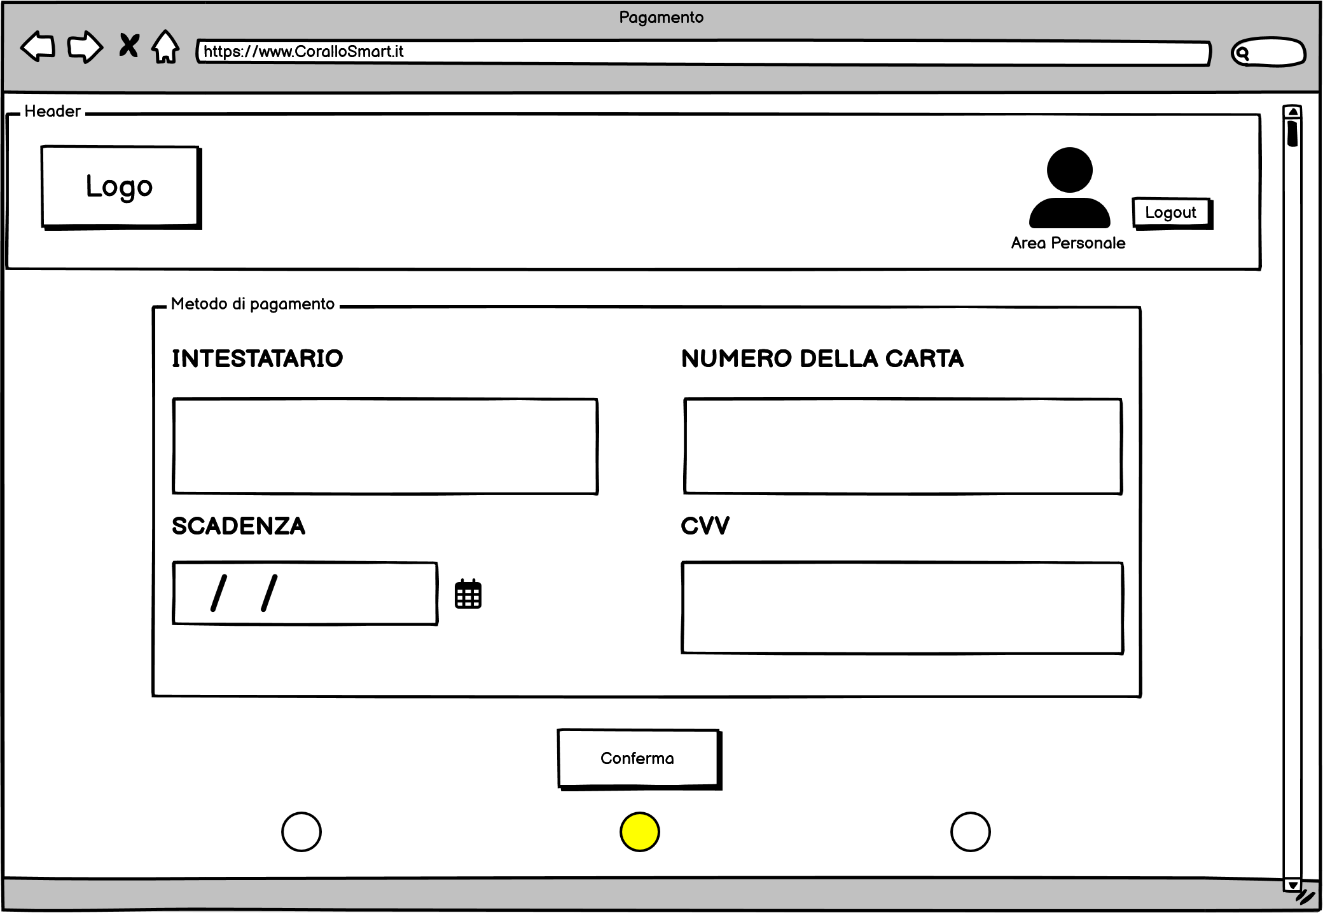 Pagamento
https://www.CoralloSmart.it
Header
Logo
Logout
Area Personale
Metodo di pagamento
INTESTATARIO
NUMERO DELLA CARTA
SCADENZA
CVV
/ /
Conferma